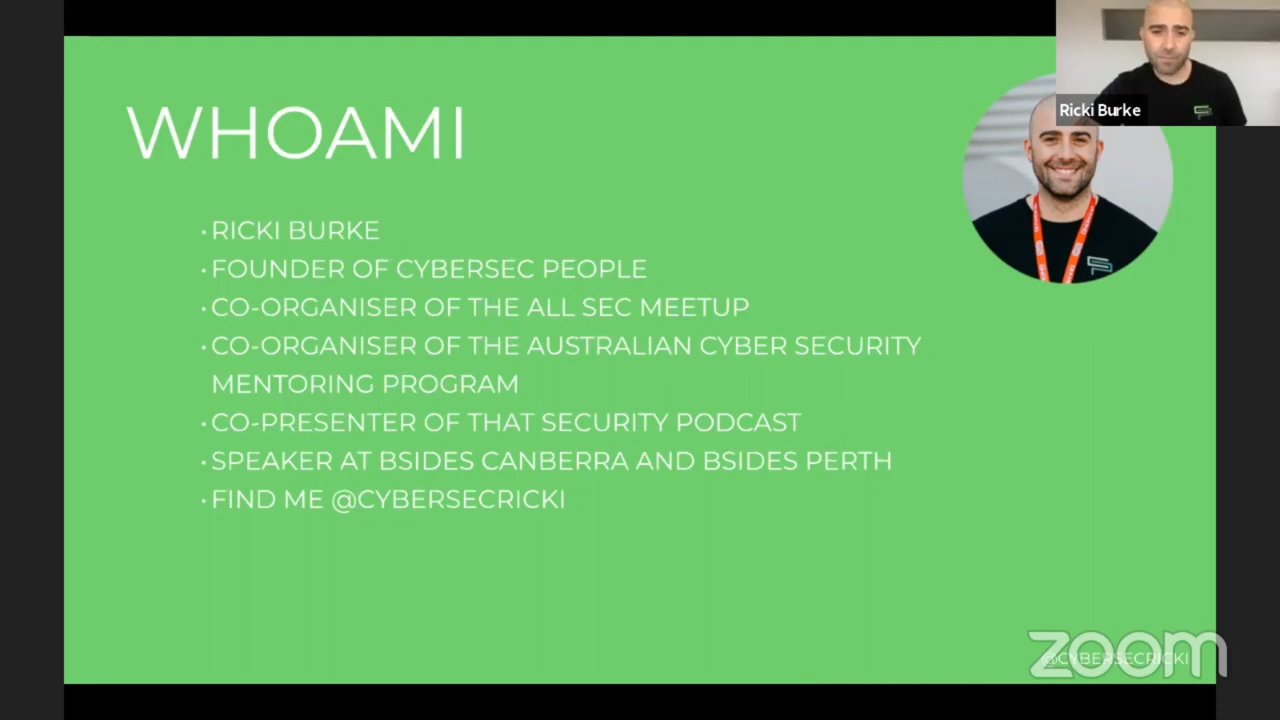 WHOAMI
Ricki Burke
· RICKI BURKE
· FOUNDER OF CYBERSEC PEOPLE
· CO-ORGANISER OF THE ALL SEC MEETUP
· CO-ORGANISER OF THE AUSTRALIAN CYBER SECURITY
MENTORING PROGRAM
· CO-PRESENTER OF THAT SECURITY PODCAST
· SPEAKER AT BSIDES CANBERRA AND BSIDES PERTH
· FIND ME @CYBERSECRICKI
zoom
@CYBERSECRICKI